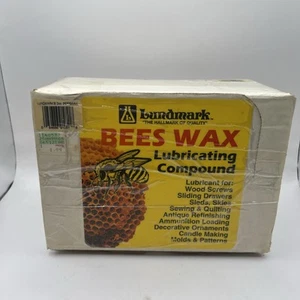 Lundmark
"THE HALLMARK OF QUALITY"
BEES WAX
Lubricating
Compound
Lubricant for:
Wood Screws
Sliding Drawers
Sleds, Skies
Sewing & Quilting
Antique Refinishing
Ammunition Loading
Decorative Ornaments
Candle Making
Molds & Patterns